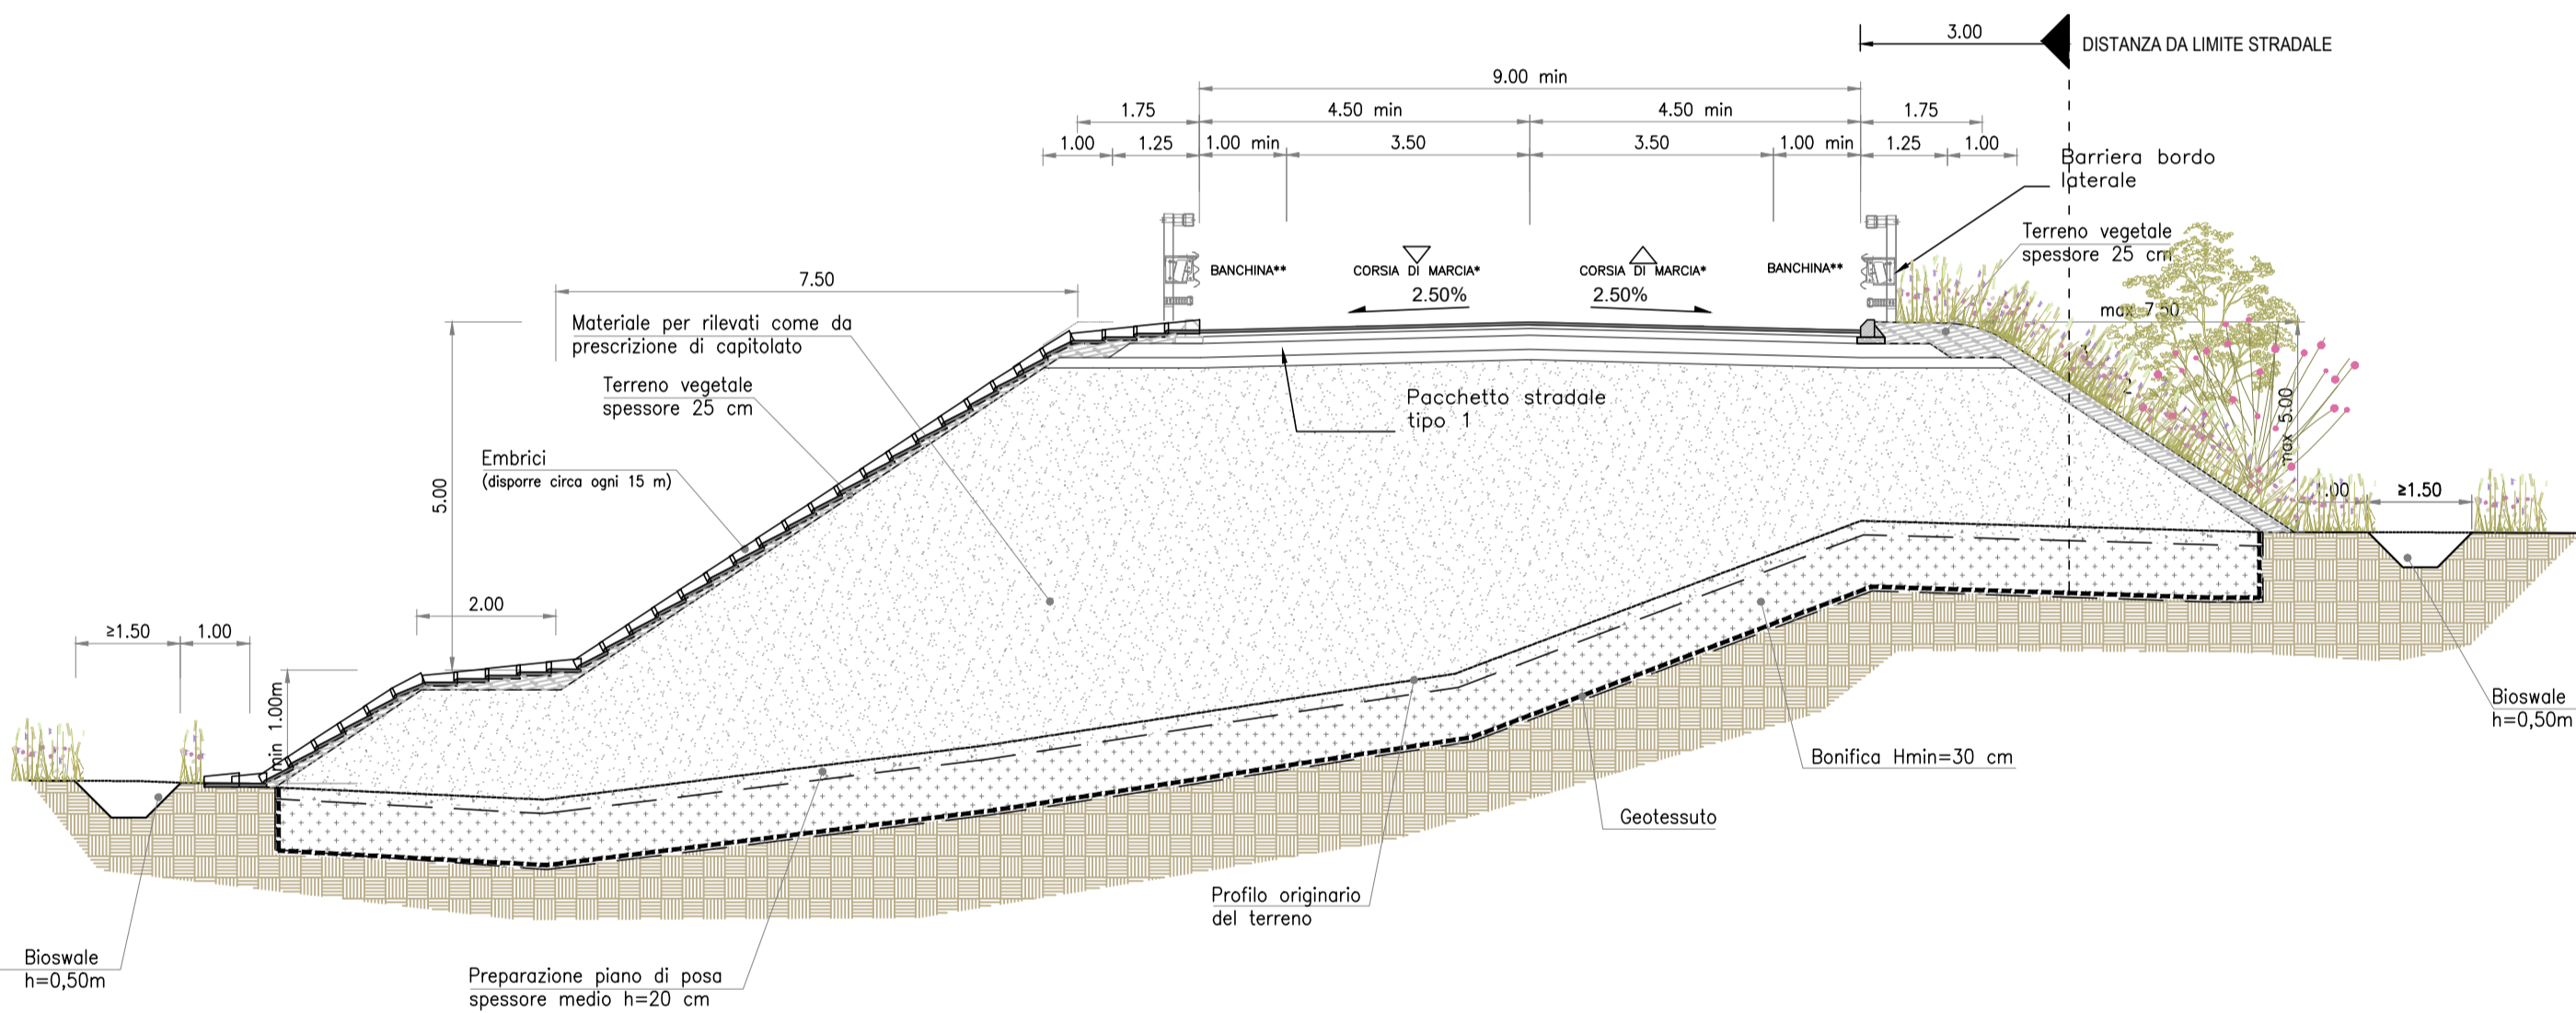 3.00
DISTANZA DA LIMITE STRADALE
9.00 min
1.75
4.50 min
4.50 min
1.75
1.00
1.25
1.00 min
3.50
3.50
1.00 min
1.25
1.00
Barriera bordo
laterale
Terreno vegetale
spessore 25 cm
BANCHINA**
CORSIA DI MARCIA*
CORSIA DI MARCIA*
BANCHINA**
2.50%
2.50%
7.50
max 7.50
3
2
max 5.00
Materiale per rilevati come da
prescrizione di capitolato
Terreno vegetale
spessore 25 cm
Pacchetto stradale
tipo 1
Embrici
(disporre circa ogni 15 m)
5.00
1.00
≥1.50
2.00
≥1.50
1.00
min 1.00m
Bioswale
h=0,50m
Bonifica Hmin=30 cm
Geotessuto
Profilo originario
del terreno
Bioswale
h=0,50m
Preparazione piano di posa
spessore medio h=20 cm